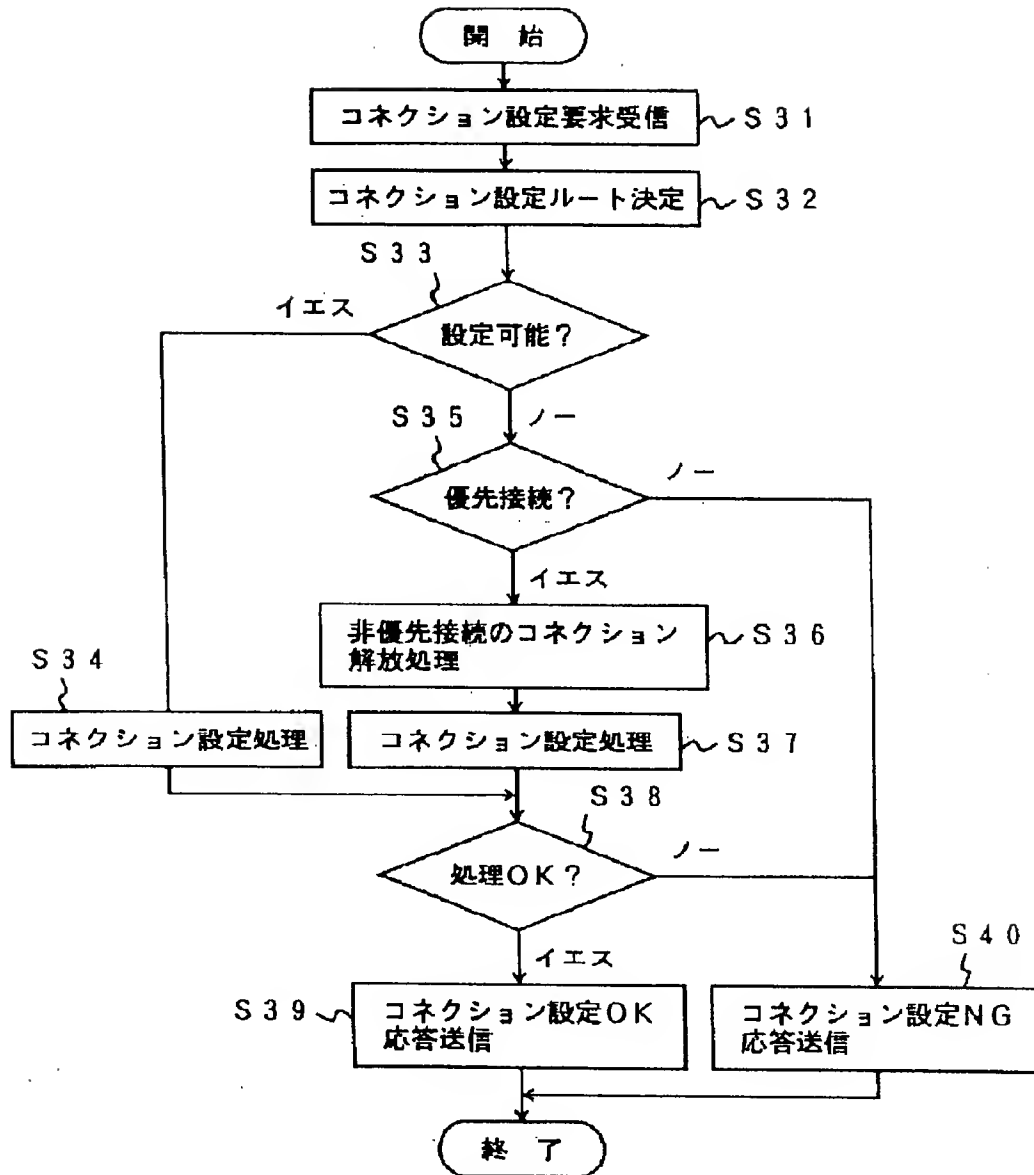 開 始
コネクション設定要求受信
S31
コネクション設定ルート決定
S32
S33
イエス
設定可能？
ノー
S35
優先接続？
ノー
イエス
非優先接続のコネクション
解放処理
S36
S34
コネクション設定処理
コネクション設定処理
S37
S38
処理OK？
ノー
イエス
S39
コネクション設定OK
応答送信
S40
コネクション設定NG
応答送信
終 了